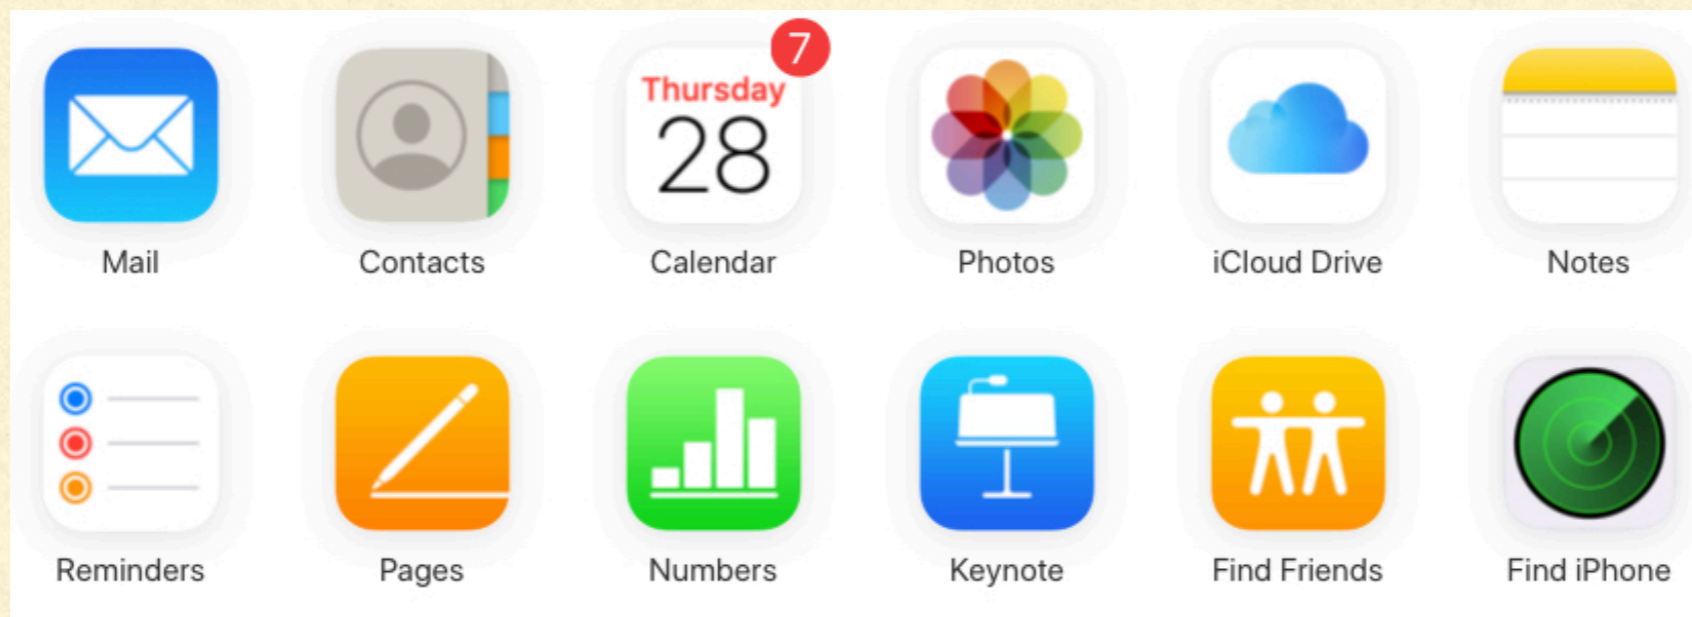 7
Thursday
28
Mail Contacts Calendar Photos iCloud Drive Notes
Reminders Pages Numbers Keynote Find Friends Find iPhone